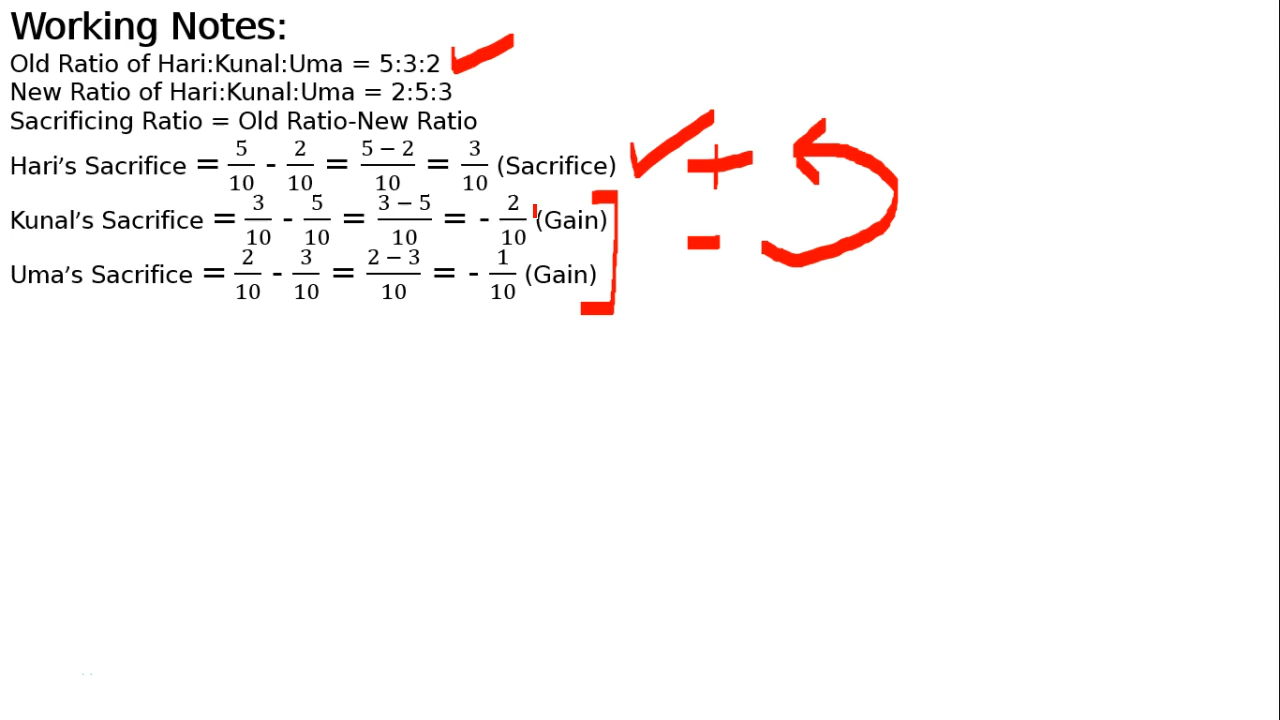 Working Notes:
Old Ratio of Hari:Kunal:Uma = 5:3:2
New Ratio of Hari:Kunal:Uma = 2:5:3
Sacrificing Ratio = Old Ratio-New Ratio
Hari’s Sacrifice = 5/10 - 2/10 = (5 − 2)/10 = 3/10 (Sacrifice) +
Kunal’s Sacrifice = 3/10 - 5/10 = (3 − 5)/10 = - 2/10 (Gain) -
Uma’s Sacrifice = 2/10 - 3/10 = (2 − 3)/10 = - 1/10 (Gain)